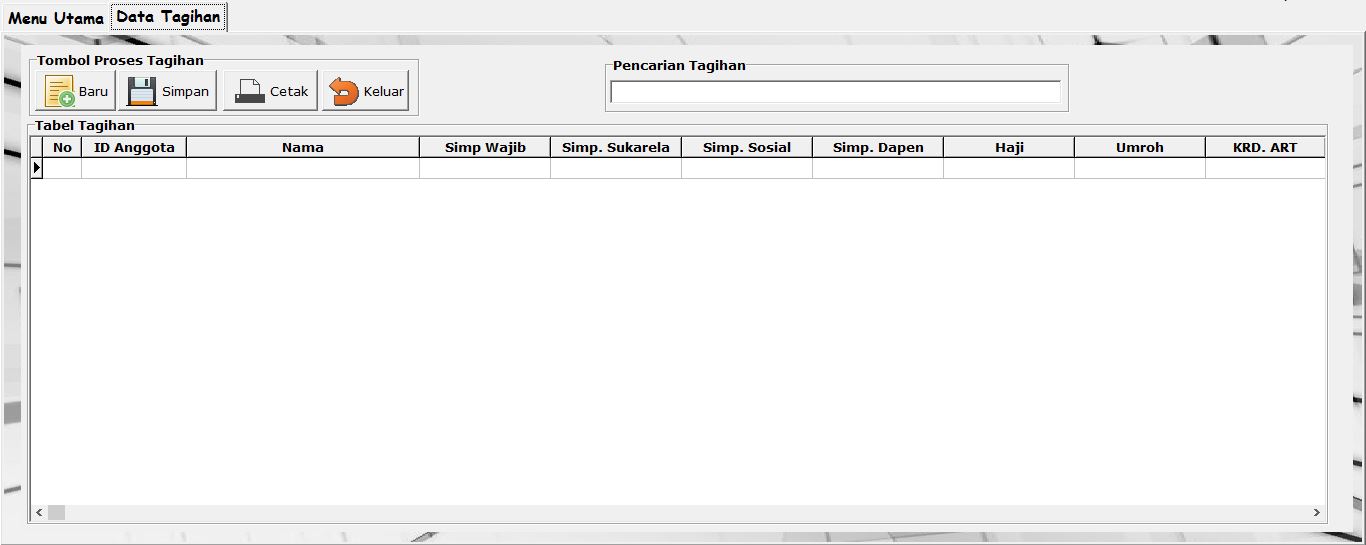 Menu Utama Data Tagihan
Tombol Proses Tagihan
Baru Simpan Cetak Keluar
Pencarian Tagihan
Tabel Tagihan
No ID Anggota Nama Simp Wajib Simp. Sukarela Simp. Sosial Simp. Dapen Haji Umroh KRD. ART